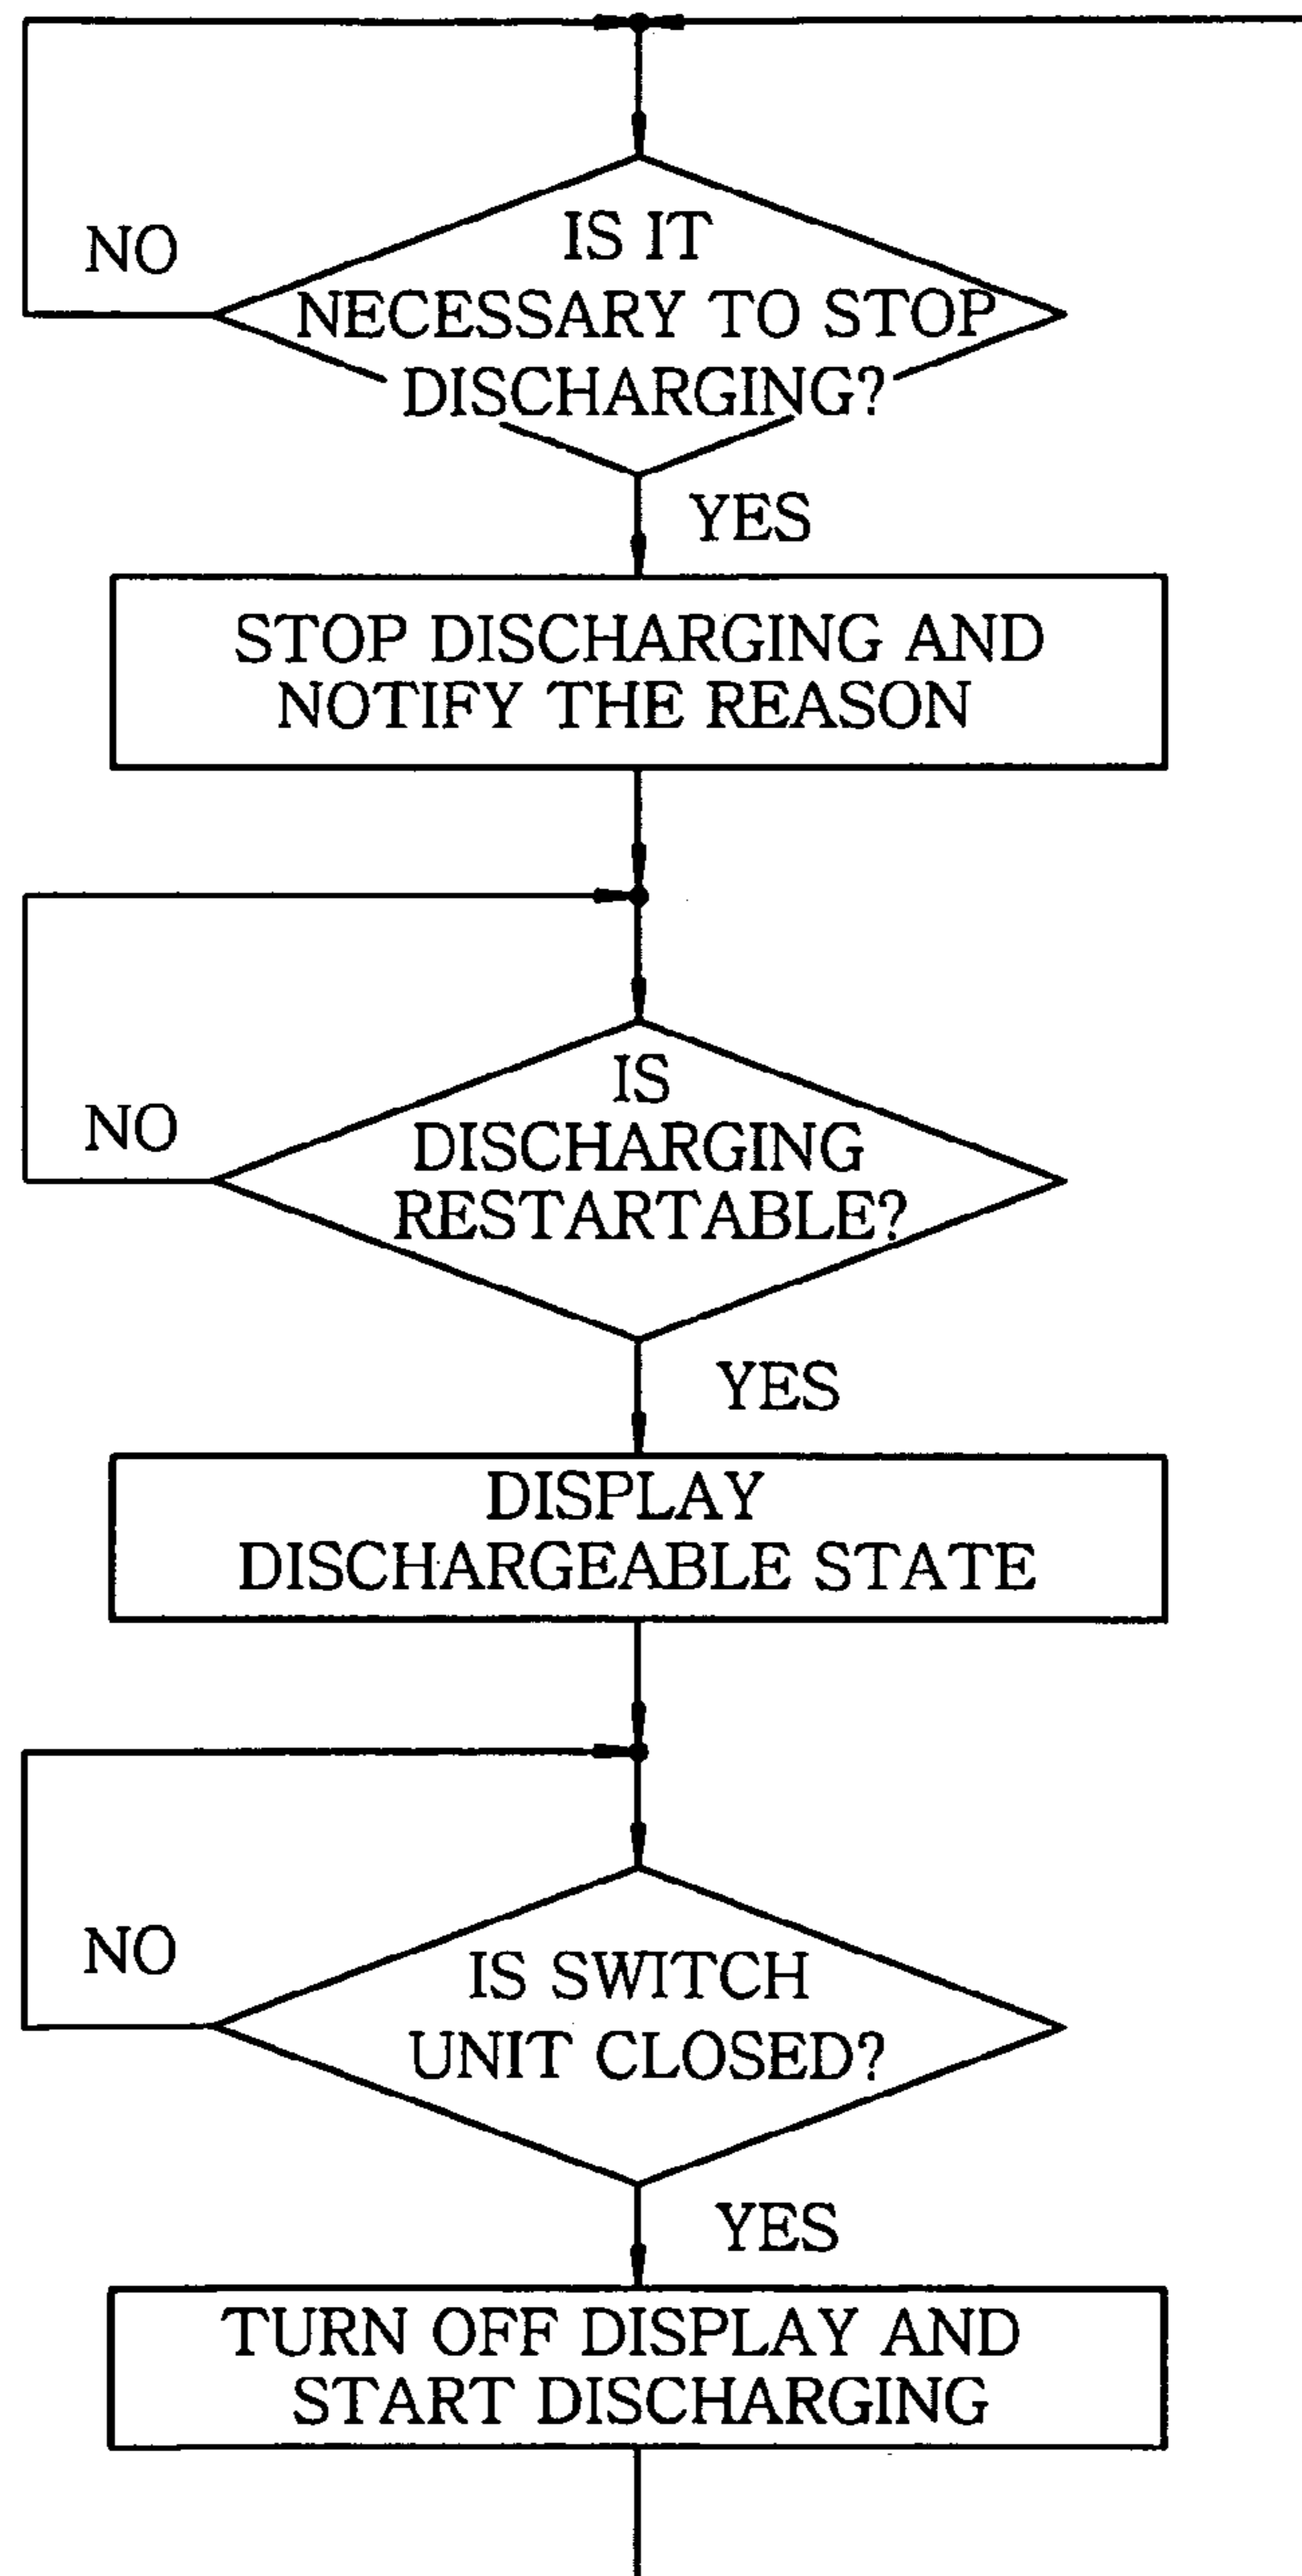 IS IT
NO
NECESSARY TO STOP
DISCHARGING?
YES
STOP DISCHARGING AND
NOTIFY THE REASON
IS
NO
DISCHARGING
RESTARTABLE?
YES
DISPLAY
DISCHARGEABLE STATE
NO
IS SWITCH
UNIT CLOSED?
YES
TURN OFF DISPLAY AND
START DISCHARGING